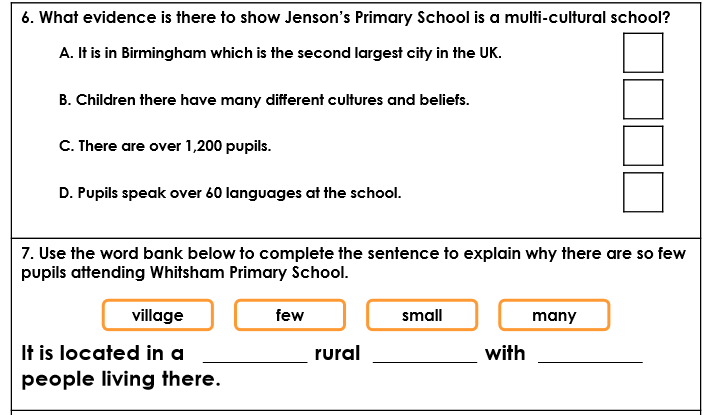 6. What evidence is there to show Jenson’s Primary School is a multi-cultural school?
A. It is in Birmingham which is the second largest city in the UK.
B. Children there have many different cultures and beliefs.
C. There are over 1,200 pupils.
D. Pupils speak over 60 languages at the school.
7. Use the word bank below to complete the sentence to explain why there are so few
pupils attending Whitsham Primary School.
village few small many
It is located in a __________ rural __________ with __________
people living there.